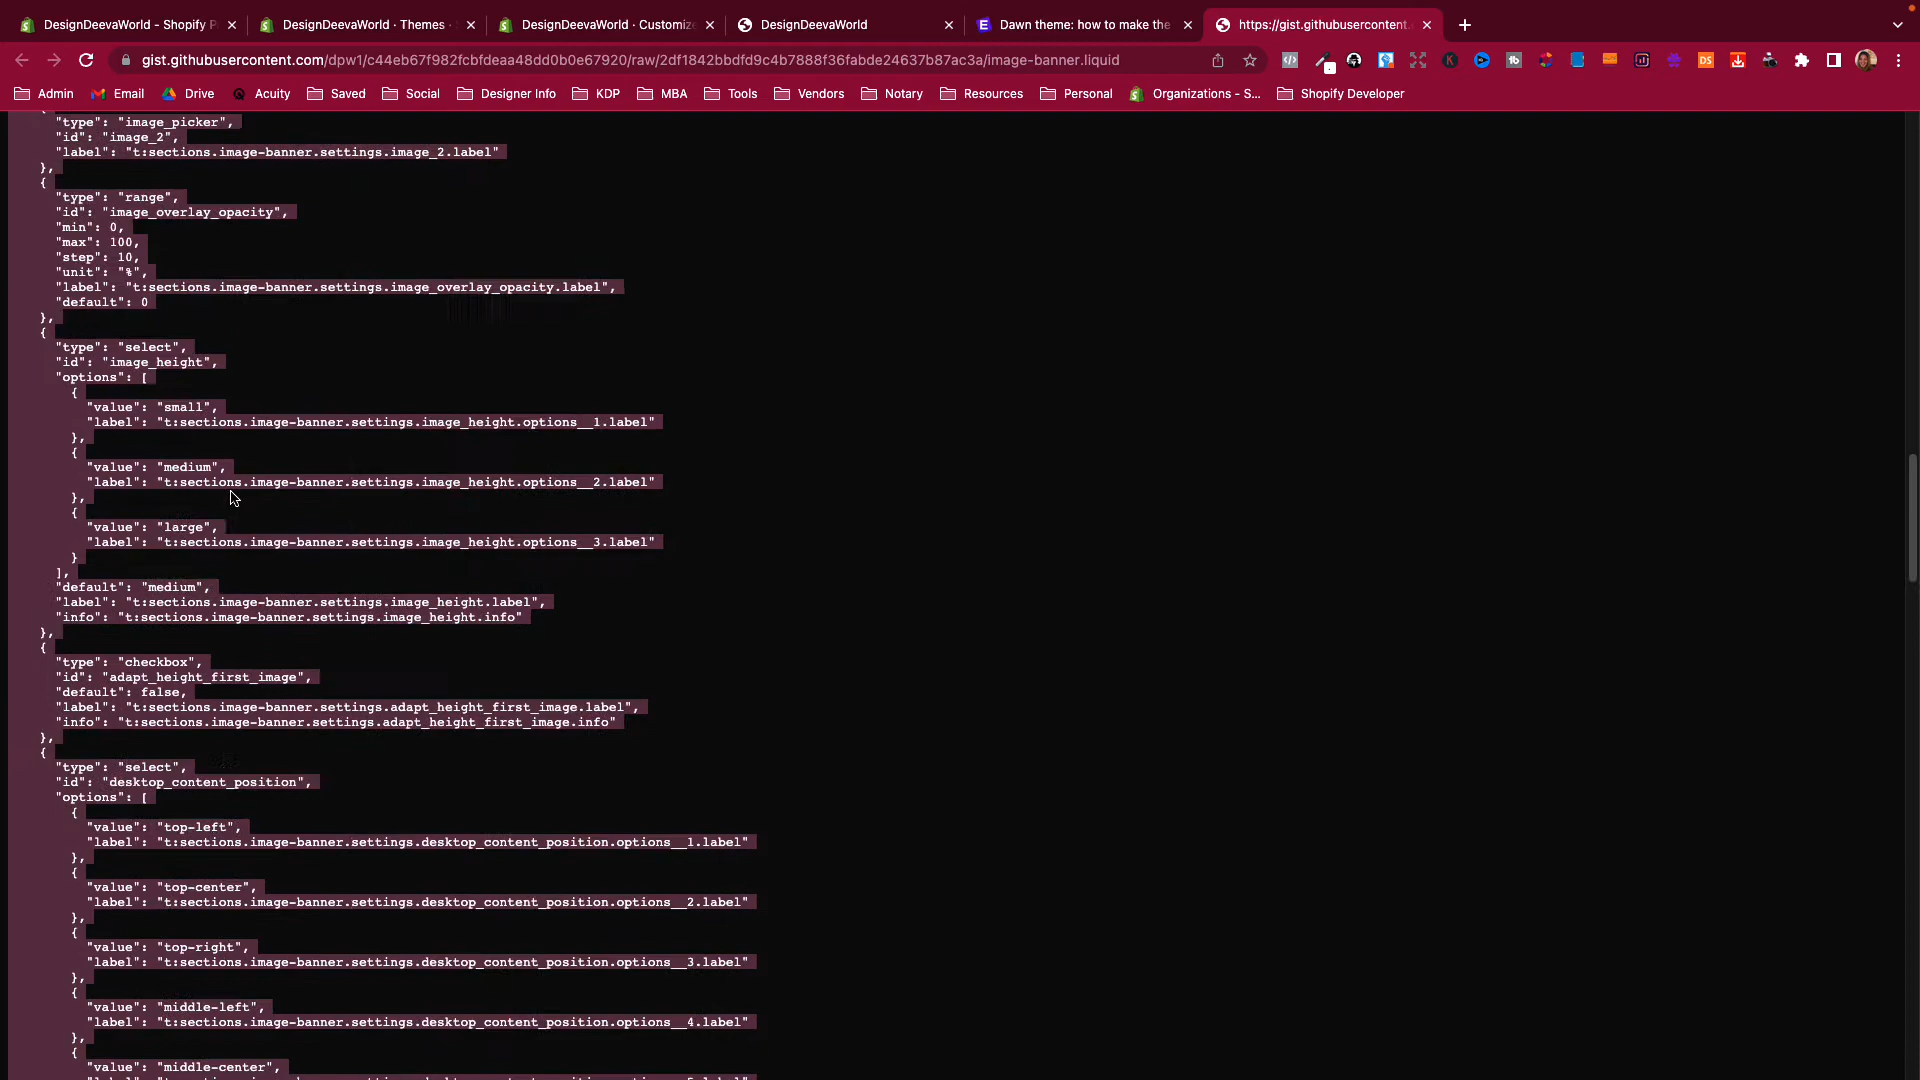 DesignDeevaWorld - Shopify P
DesignDeevaWorld · Themes ·
DesignDeevaWorld · Customize
DesignDeevaWorld
Dawn theme: how to make the
https://gist.githubusercontent.
gist.githubusercontent.com/dpw1/c44eb67f982fcbfdeaa48dd0b0e67920/raw/2df1842bbdfd9c4b7888f36fabde24637b87ac3a/image-banner.liquid
Admin
Email
Drive
Acuity
Saved
Social
Designer Info
KDP
MBA
Tools
Vendors
Notary
Resources
Personal
Organizations - S...
Shopify Developer
"type": "image_picker",
"id": "image_2",
"label": "t:sections.image-banner.settings.image_2.label"
},
{
"type": "range",
"id": "image_overlay_opacity",
"min": 0,
"max": 100,
"step": 10,
"unit": "%",
"label": "t:sections.image-banner.settings.image_overlay_opacity.label",
"default": 0
},
{
"type": "select",
"id": "image_height",
"options": [
{
"value": "small",
"label": "t:sections.image-banner.settings.image_height.options__1.label"
},
{
"value": "medium",
"label": "t:sections.image-banner.settings.image_height.options__2.label"
},
{
"value": "large",
"label": "t:sections.image-banner.settings.image_height.options__3.label"
}
],
"default": "medium",
"label": "t:sections.image-banner.settings.image_height.label",
"info": "t:sections.image-banner.settings.image_height.info"
},
{
"type": "checkbox",
"id": "adapt_height_first_image",
"default": false,
"label": "t:sections.image-banner.settings.adapt_height_first_image.label",
"info": "t:sections.image-banner.settings.adapt_height_first_image.info"
},
{
"type": "select",
"id": "desktop_content_position",
"options": [
{
"value": "top-left",
"label": "t:sections.image-banner.settings.desktop_content_position.options__1.label"
},
{
"value": "top-center",
"label": "t:sections.image-banner.settings.desktop_content_position.options__2.label"
},
{
"value": "top-right",
"label": "t:sections.image-banner.settings.desktop_content_position.options__3.label"
},
{
"value": "middle-left",
"label": "t:sections.image-banner.settings.desktop_content_position.options__4.label"
},
{
"value": "middle-center",